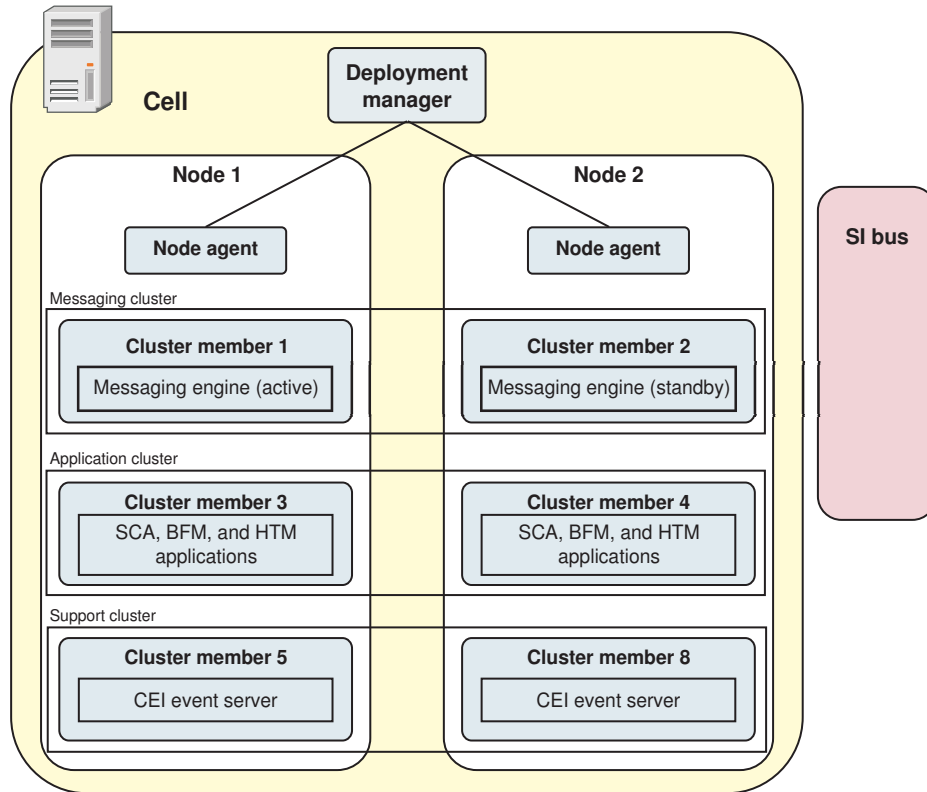 Deployment
manager
Cell
Node 1
Node 2
Node agent
Node agent
SI bus
Messaging cluster
Cluster member 1
Messaging engine (active)
Cluster member 2
Messaging engine (standby)
Application cluster
Cluster member 3
SCA, BFM, and HTM
applications
Cluster member 4
SCA, BFM, and HTM
applications
Support cluster
Cluster member 5
CEI event server
Cluster member 8
CEI event server